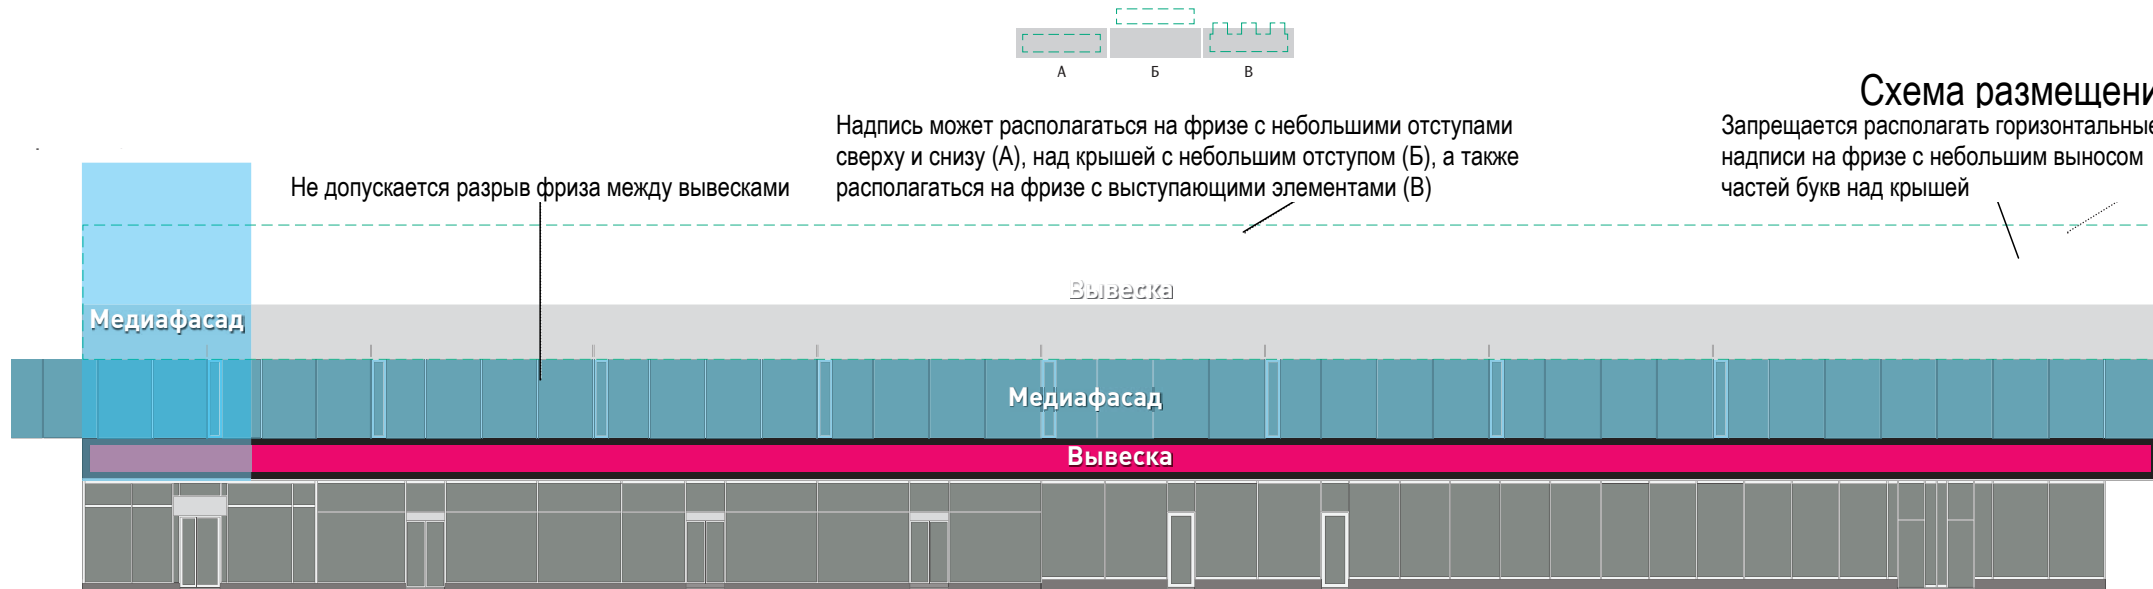 А Б В
Схема размещени
Надпись может располагаться на фризе с небольшими отступами
сверху и снизу (А), над крышей с небольшим отступом (Б), а также
располагаться на фризе с выступающими элементами (В)
Запрещается располагать горизонтальные
надписи на фризе с небольшим выносом
частей букв над крышей
Не допускается разрыв фриза между вывесками
Вывеска
Медиафасад
Медиафасад
Вывеска